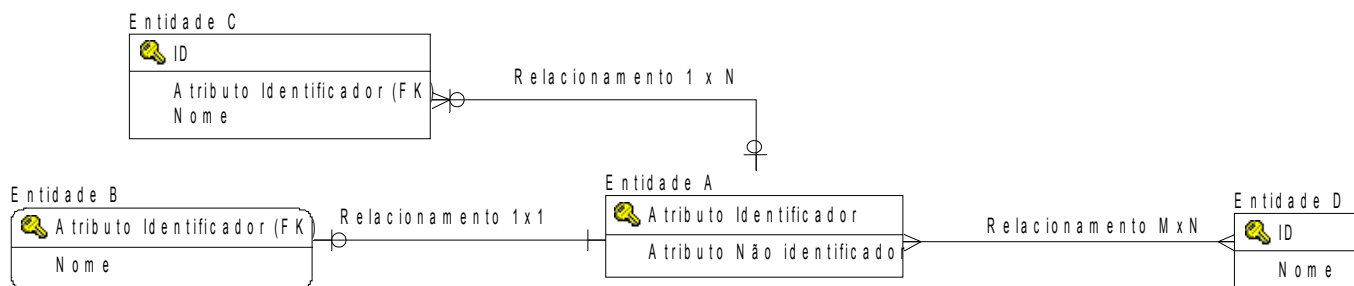 Entidade C
ID
Atributo Identificador (FK)
Nome
Relacionamento 1 x N
Entidade B
Atributo Identificador (FK)
Nome
Relacionamento 1x1
Entidade A
Atributo Identificador
Atributo Não identificador
Relacionamento MxN
Entidade D
ID
Nome